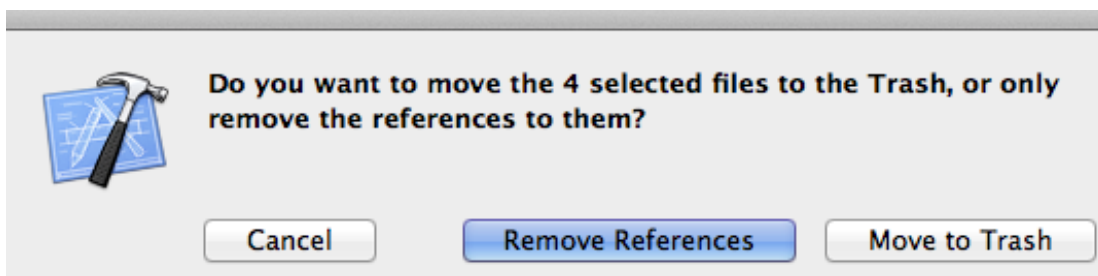 Do you want to move the 4 selected files to the Trash, or only
remove the references to them?
Cancel
Remove References
Move to Trash